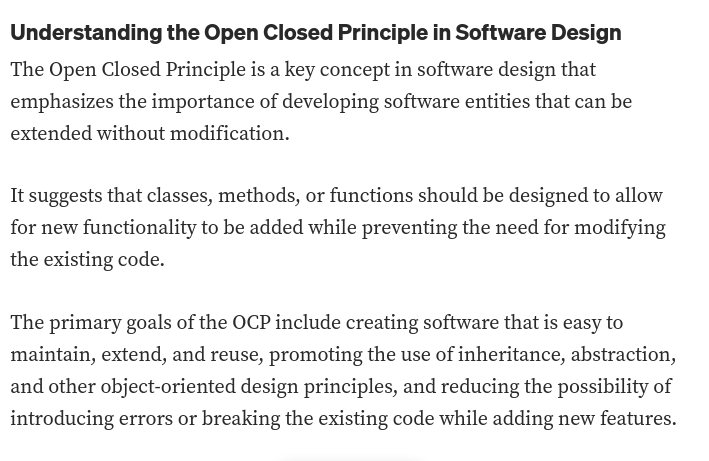 Understanding the Open Closed Principle in Software Design
The Open Closed Principle is a key concept in software design that
emphasizes the importance of developing software entities that can be
extended without modification.
It suggests that classes, methods, or functions should be designed to allow
for new functionality to be added while preventing the need for modifying
the existing code.
The primary goals of the OCP include creating software that is easy to
maintain, extend, and reuse, promoting the use of inheritance, abstraction,
and other object-oriented design principles, and reducing the possibility of
introducing errors or breaking the existing code while adding new features.